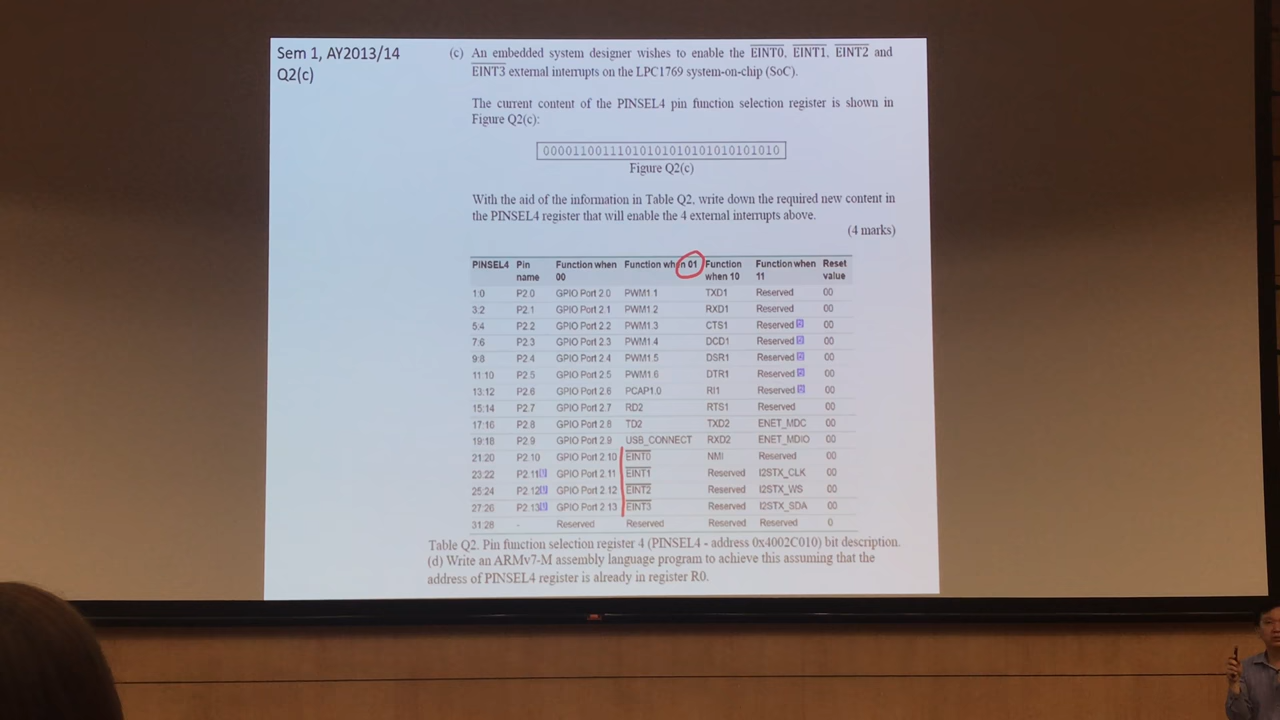 Sem 1, AY2013/14
Q2(c)
(c) An embedded system designer wishes to enable the EINT0, EINT1, EINT2 and
EINT3 external interrupts on the LPC1769 system-on-chip (SoC).
The current content of the PINSEL4 pin function selection register is shown in
Figure Q2(c):
00001100111010101010101010101010
Figure Q2(c)
With the aid of the information in Table Q2, write down the required new content in
the PINSEL4 register that will enable the 4 external interrupts above.
(4 marks)
PINSEL4 Pin name Function when 00 Function when 01 Function when 10 Function when 11 Reset value
1:0 P2.0 GPIO Port 2.0 PWM1.1 TXD1 Reserved 00
3:2 P2.1 GPIO Port 2.1 PWM1.2 RXD1 Reserved 00
5:4 P2.2 GPIO Port 2.2 PWM1.3 CTS1 Reserved 00
7:6 P2.3 GPIO Port 2.3 PWM1.4 DCD1 Reserved 00
9:8 P2.4 GPIO Port 2.4 PWM1.5 DSR1 Reserved 00
11:10 P2.5 GPIO Port 2.5 PWM1.6 DTR1 Reserved 00
13:12 P2.6 GPIO Port 2.6 PCAP1.0 RI1 Reserved 00
15:14 P2.7 GPIO Port 2.7 RD2 RTS1 Reserved 00
17:16 P2.8 GPIO Port 2.8 TD2 TXD2 ENET_MDC 00
19:18 P2.9 GPIO Port 2.9 USB_CONNECT RXD2 ENET_MDIO 00
21:20 P2.10 GPIO Port 2.10 EINT0 NMI Reserved 00
23:22 P2.11[1] GPIO Port 2.11 EINT1 Reserved I2STX_CLK 00
25:24 P2.12[1] GPIO Port 2.12 EINT2 Reserved I2STX_WS 00
27:26 P2.13[1] GPIO Port 2.13 EINT3 Reserved I2STX_SDA 00
31:28 - Reserved Reserved Reserved Reserved 0
Table Q2. Pin function selection register 4 (PINSEL4 - address 0x4002C010) bit description.
(d) Write an ARMv7-M assembly language program to achieve this assuming that the
address of PINSEL4 register is already in register R0.